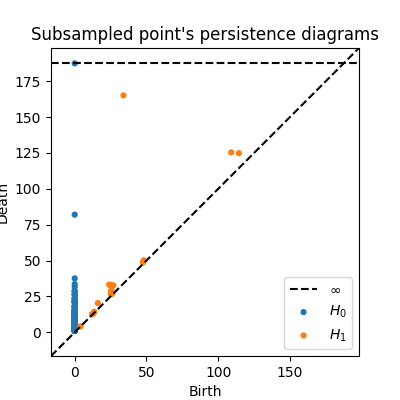 Subsampled point's persistence diagrams
175
150
125
100
75
50
25
0
Death
∞
H₀
H₁
0 50 100 150
Birth